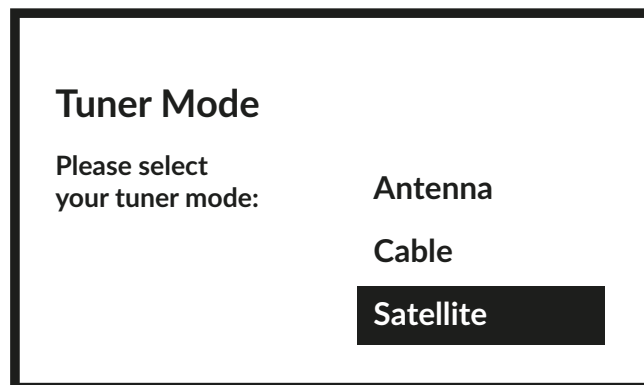 Tuner Mode
Please select
your tuner mode:
Antenna
Cable
Satellite